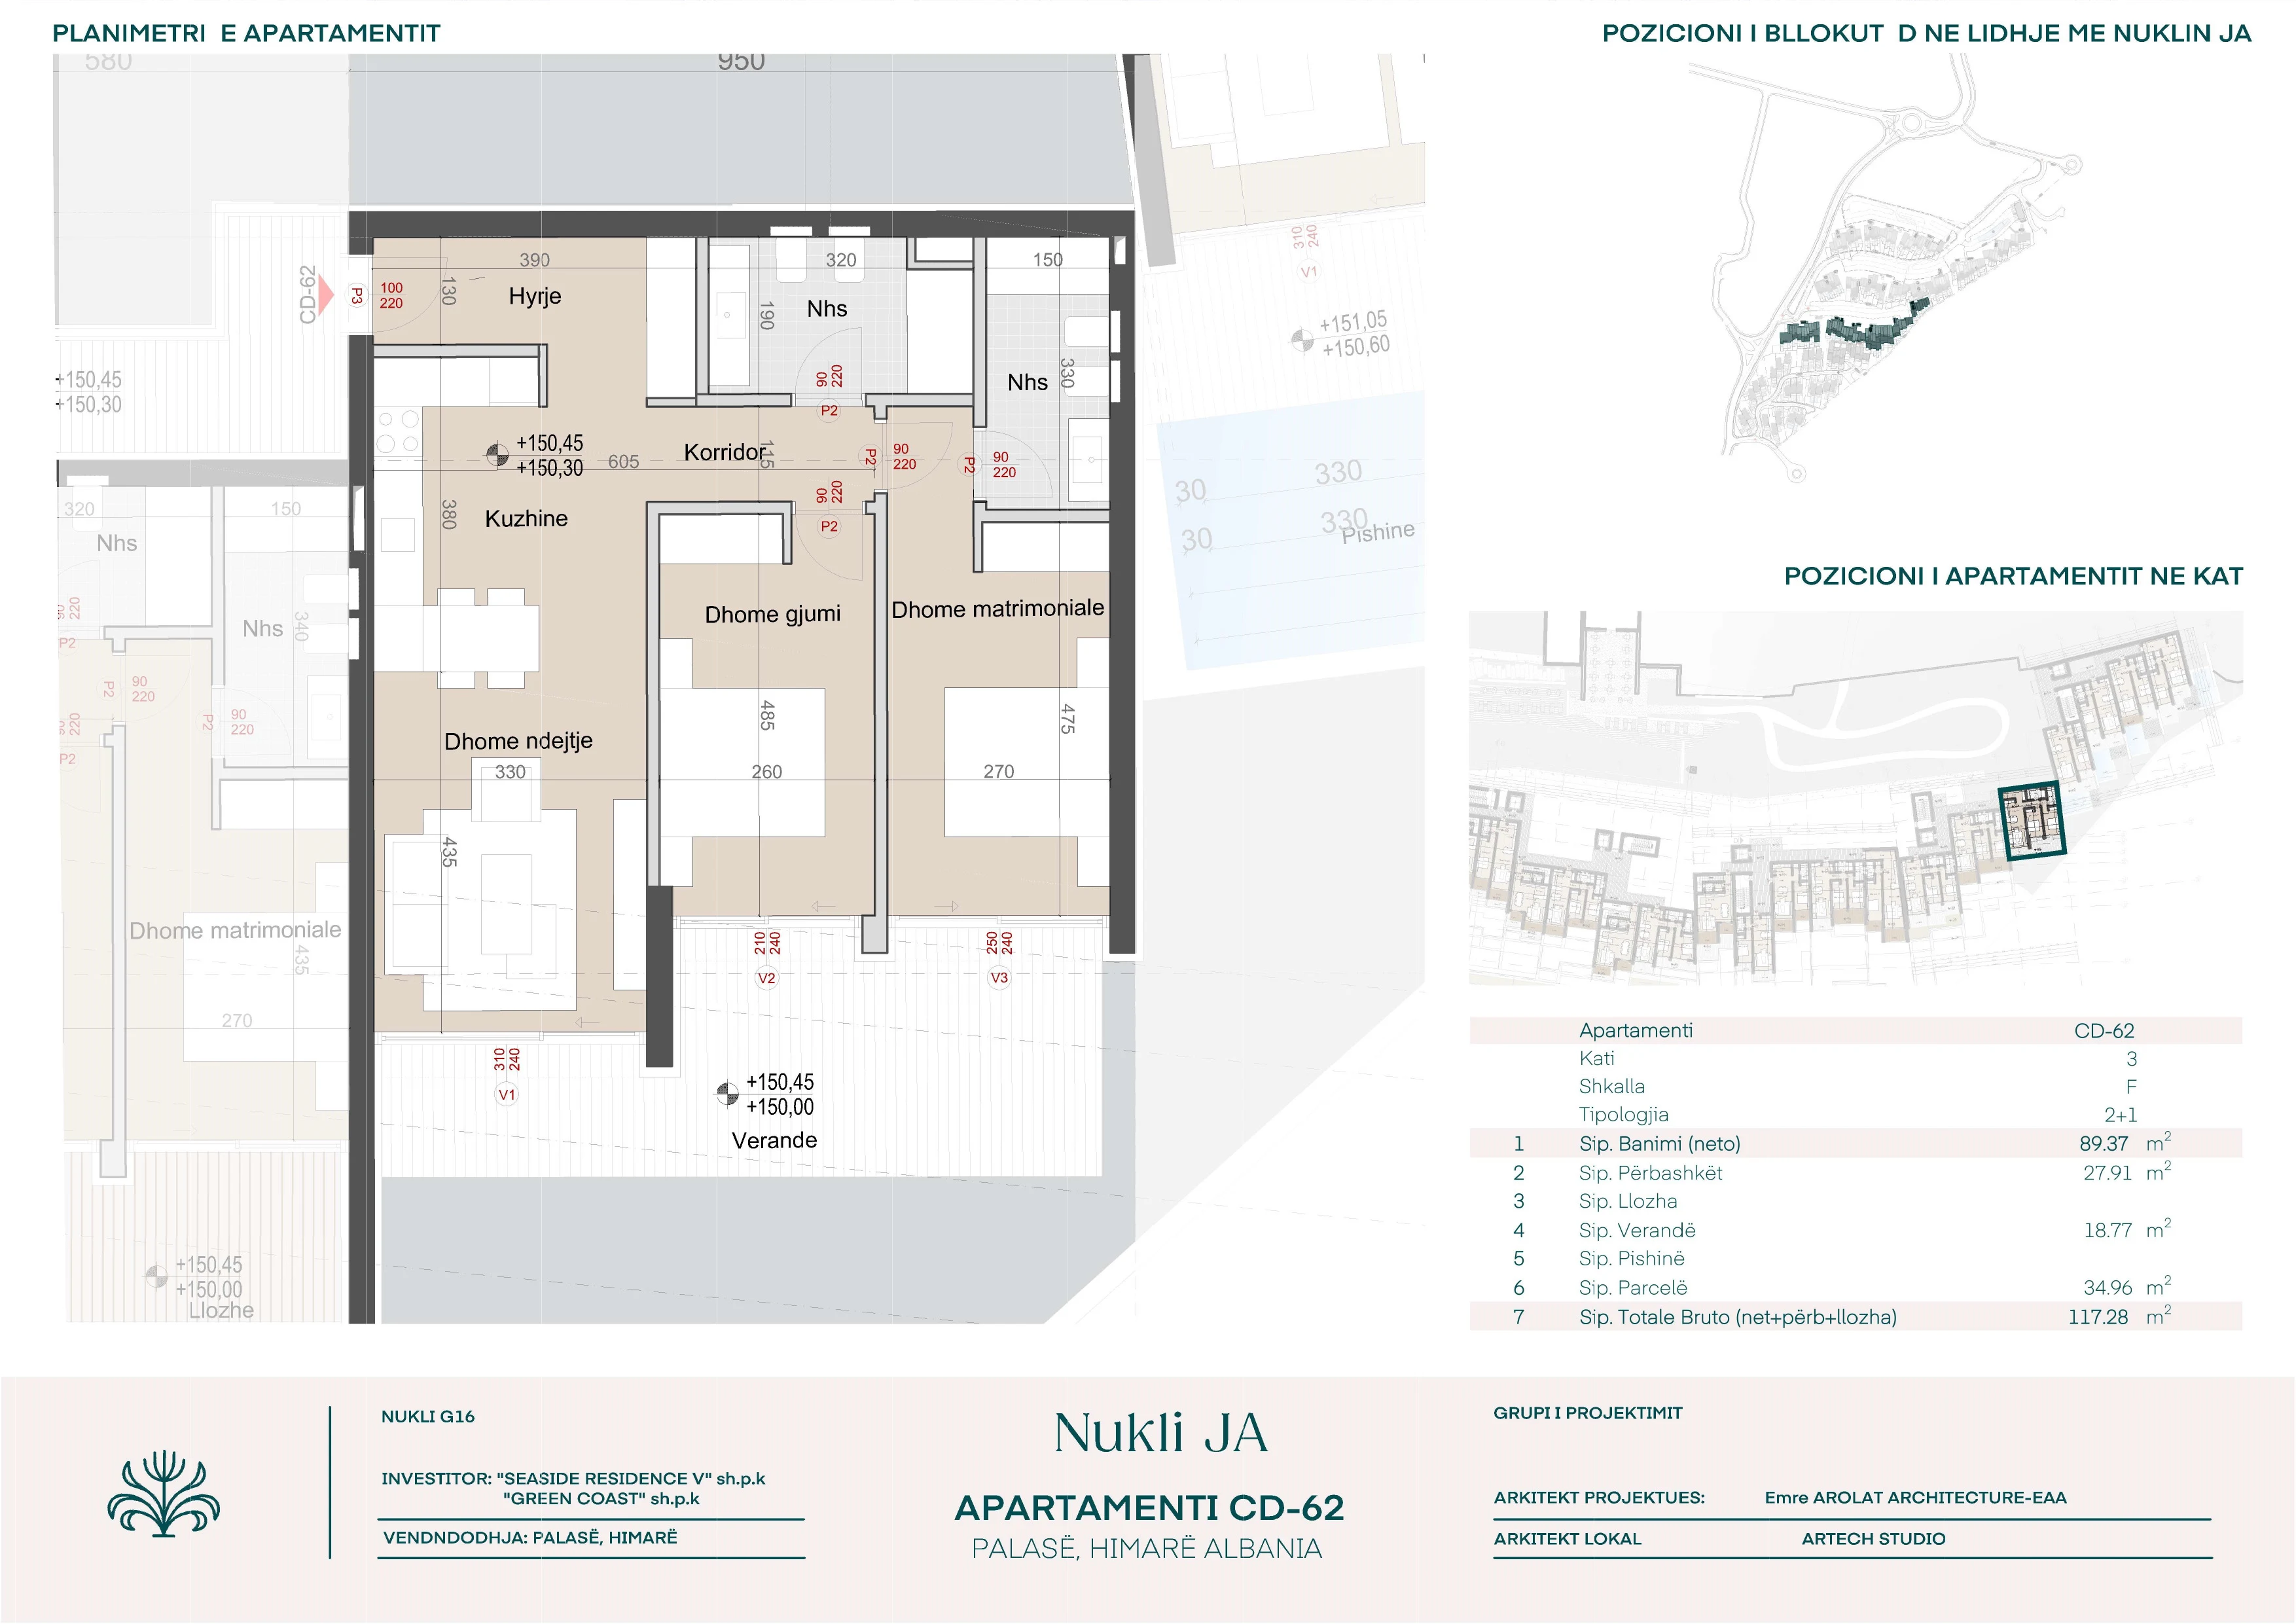 PLANIMETRI E APARTAMENTIT
POZICIONI I BLLOKUT D NE LIDHJE ME NUKLIN JA
580
950
390
130
Hyrje
CD-62
P3
100
220
320
190
Nhs
90
220
P2
150
Nhs
330
310
240
V1
+151,05
+150,60
+150,45
+150,30
+150,45
+150,30
605
Korridor
115
P2
90
220
P2
90
220
90
220
P2
380
Kuzhine
30
330
30
330
Pishine
320
Nhs
150
Nhs
340
90
220
P2
P2
90
220
P2
90
220
220
P2
Dhome gjumi
Dhome matrimoniale
485
475
Dhome ndejtje
330
260
270
435
Dhome matrimoniale
435
270
210
240
V2
250
240
V3
310
240
V1
+150,45
+150,00
Verande
+150,45
+150,00
Llozhe
POZICIONI I APARTAMENTIT NE KAT
Apartamenti CD-62
Kati 3
Shkalla F
Tipologjia 2+1
1 Sip. Banimi (neto) 89.37 m²
2 Sip. Përbashkët 27.91 m²
3 Sip. Llozha
4 Sip. Verandë 18.77 m²
5 Sip. Pishinë
6 Sip. Parcelë 34.96 m²
7 Sip. Totale Bruto (net+përb+llozha) 117.28 m²
NUKLI G16
INVESTITOR: "SEASIDE RESIDENCE V" sh.p.k
"GREEN COAST" sh.p.k
VENDNDODHJA: PALASË, HIMARË
Nukli JA
APARTAMENTI CD-62
PALASË, HIMARË ALBANIA
GRUPI I PROJEKTIMIT
ARKITEKT PROJEKTUES: Emre AROLAT ARCHITECTURE-EAA
ARKITEKT LOKAL ARTECH STUDIO